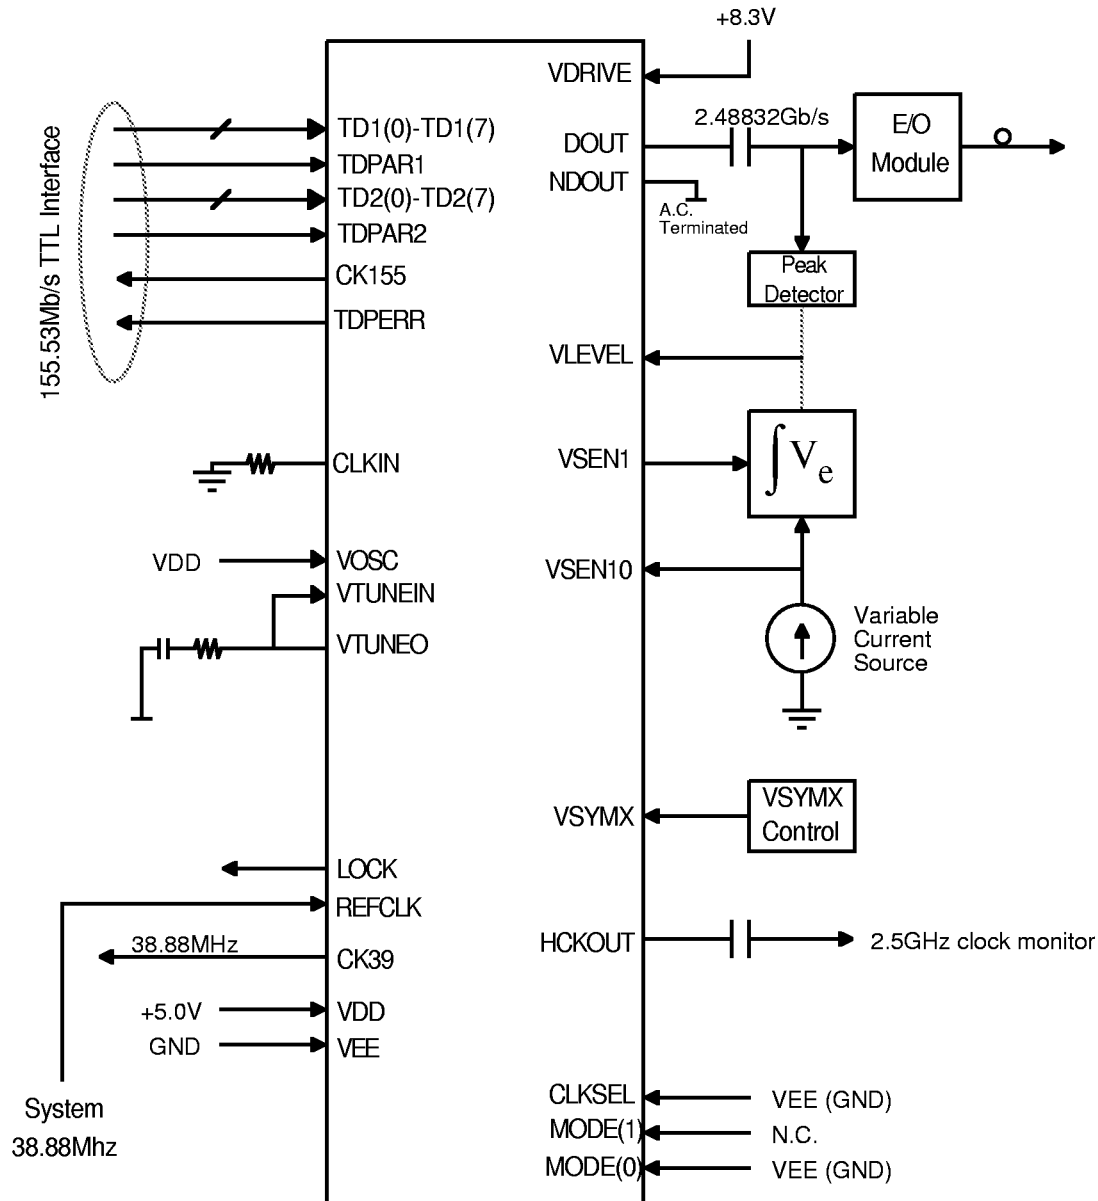 +8.3V
VDRIVE
2.48832Gb/s
DOUT
E/O
Module
NDOUT
A.C.
Terminated
Peak
Detector
VLEVEL
VSEN1
∫Ve
VSEN10
Variable
Current
Source
VSYMX
VSYMX
Control
HCKOUT
2.5GHz clock monitor
CLKSEL
VEE (GND)
MODE(1)
N.C.
MODE(0)
VEE (GND)
155.53Mb/s TTL Interface
TD1(0)-TD1(7)
TDPAR1
TD2(0)-TD2(7)
TDPAR2
CK155
TDPERR
CLKIN
VDD
VOSC
VTUNEIN
VTUNEO
LOCK
REFCLK
38.88MHz
CK39
+5.0V
VDD
GND
VEE
System
38.88Mhz